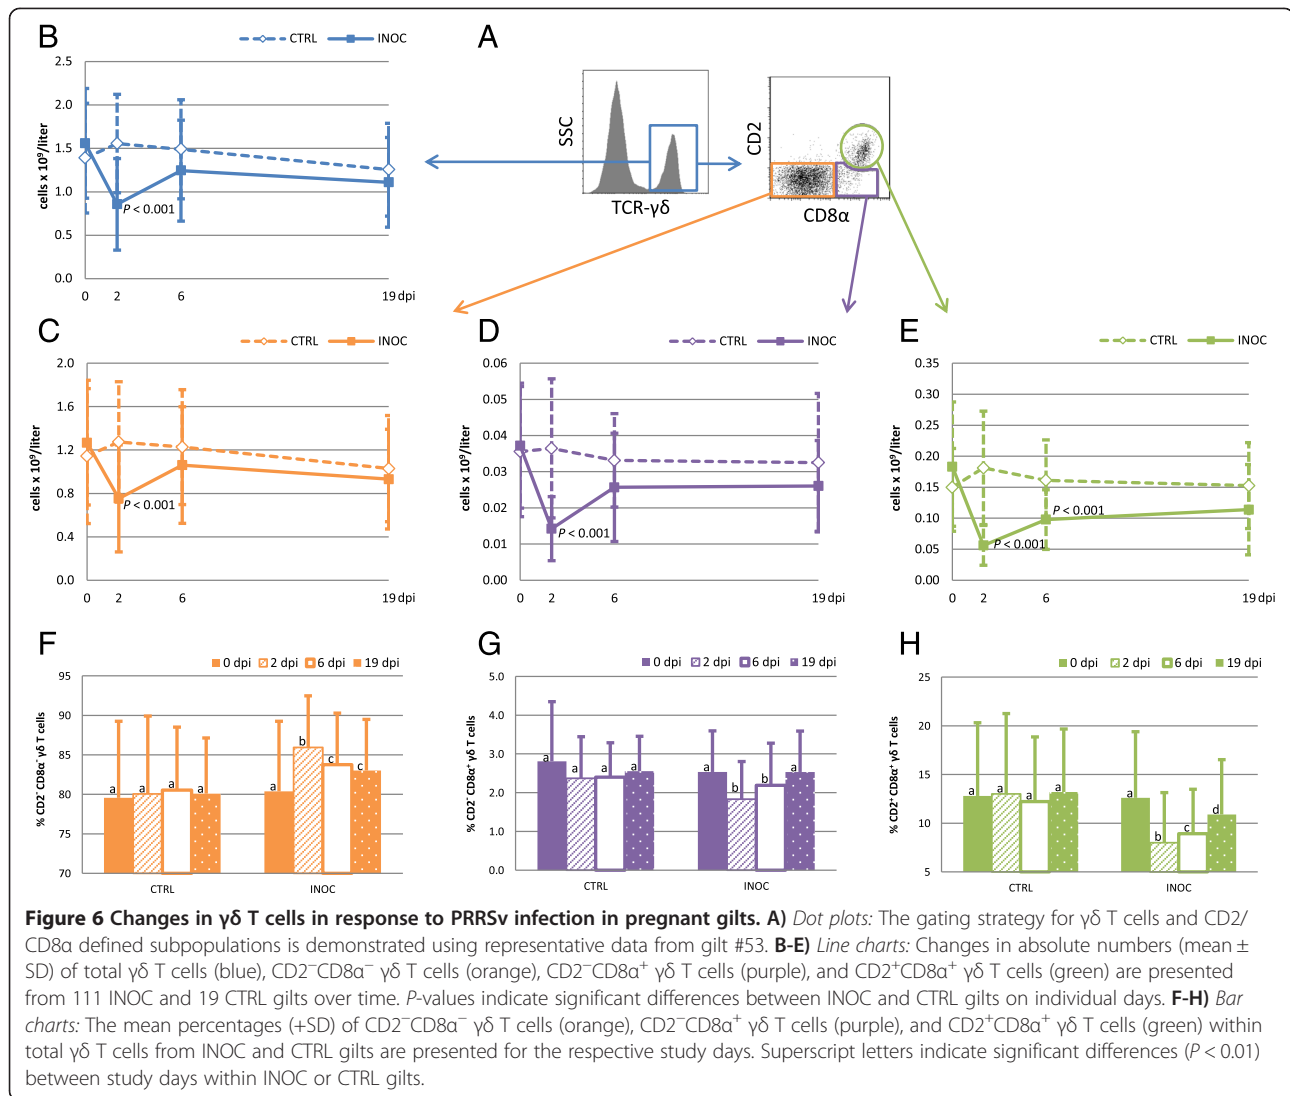 B
CTRL INOC
A
2.5
2.0
1.5
1.0
0.5
0.0
cells x 10⁹/liter
P < 0.001
0 2 6 19 dpi
SSC
TCR-γδ
CD2
CD8α
C
CTRL INOC
2.0
1.6
1.2
0.8
0.4
0.0
cells x 10⁹/liter
P < 0.001
0 2 6 19 dpi
D
CTRL INOC
0.06
0.05
0.04
0.03
0.02
0.01
0.00
cells x 10⁹/liter
P < 0.001
0 2 6 19 dpi
E
CTRL INOC
0.35
0.30
0.25
0.20
0.15
0.10
0.05
0.00
cells x 10⁹/liter
P < 0.001
P < 0.001
0 2 6 19 dpi
F
0 dpi 2 dpi 6 dpi 19 dpi
95
90
85
80
75
70
% CD2⁻ CD8α⁻ γδ T cells
a a a a b c c
a
CTRL INOC
G
0 dpi 2 dpi 6 dpi 19 dpi
5.0
4.0
3.0
2.0
1.0
0.0
% CD2⁻ CD8α⁺ γδ T cells
a a a a a b b a
CTRL INOC
H
0 dpi 2 dpi 6 dpi 19 dpi
25
20
15
10
5
% CD2⁺ CD8α⁺ γδ T cells
a a a a a b c d
CTRL INOC
Figure 6 Changes in γδ T cells in response to PRRSv infection in pregnant gilts. A) Dot plots: The gating strategy for γδ T cells and CD2/
CD8α defined subpopulations is demonstrated using representative data from gilt #53. B-E) Line charts: Changes in absolute numbers (mean ±
SD) of total γδ T cells (blue), CD2⁻CD8α⁻ γδ T cells (orange), CD2⁻CD8α⁺ γδ T cells (purple), and CD2⁺CD8α⁺ γδ T cells (green) are presented
from 111 INOC and 19 CTRL gilts over time. P-values indicate significant differences between INOC and CTRL gilts on individual days. F-H) Bar
charts: The mean percentages (+SD) of CD2⁻CD8α⁻ γδ T cells (orange), CD2⁻CD8α⁺ γδ T cells (purple), and CD2⁺CD8α⁺ γδ T cells (green) within
total γδ T cells from INOC and CTRL gilts are presented for the respective study days. Superscript letters indicate significant differences (P < 0.01)
between study days within INOC or CTRL gilts.